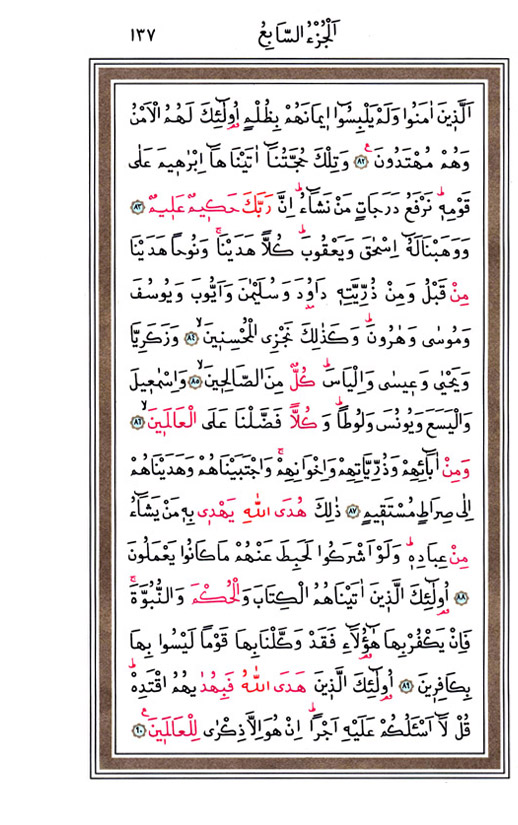 اَلْجُزْءُ السَّابِعُ ١٣٧
اَلَّذ۪ينَ اٰمَنُوا وَلَمْ يَلْبِسُٓوا ا۪يمَانَهُمْ بِظُلْمٍ اُو۬لٰٓئِكَ لَهُمُ الْاَمْنُ
وَهُمْ مُهْتَدُونَ۟ ﴿٨٢﴾ وَتِلْكَ حُجَّتُنَٓا اٰتَيْنَاهَٓا اِبْرٰه۪يمَ عَلٰى
قَوْمِه۪ۜ نَرْفَعُ دَرَجَاتٍ مَنْ نَشَٓاءُۜ اِنَّ رَبَّكَ حَك۪يمٌ عَل۪يمٌ ﴿٨٣﴾
وَوَهَبْنَا لَهُٓ اِسْحٰقَ وَيَعْقُوبَۜ كُلًّا هَدَيْنَاۚ وَنُوحًا هَدَيْنَا
مِنْ قَبْلُ وَمِنْ ذُرِّيَّتِه۪ دَاوُ۫دَ وَسُلَيْمٰنَ وَاَيُّوبَ وَيُوسُفَ
وَمُوسٰى وَهٰرُونَۜ وَكَذٰلِكَ نَجْزِي الْمُحْسِن۪ينَۙ ﴿٨٤﴾ وَزَكَرِيَّا
وَيَحْيٰى وَع۪يسٰى وَاِلْيَاسَۜ كُلٌّ مِنَ الصَّالِح۪ينَۙ ﴿٨٥﴾ وَاِسْمٰع۪يلَ
وَالْيَسَعَ وَيُونُسَ وَلُوطًاۜ وَكُلًّا فَضَّلْنَا عَلَى الْعَالَم۪ينَۙ ﴿٨٦﴾
وَمِنْ اٰبَٓائِهِمْ وَذُرِّيَّاتِهِمْ وَاِخْوَانِهِمْۚ وَاجْتَبَيْنَاهُمْ وَهَدَيْنَاهُمْ
اِلٰى صِرَاطٍ مُسْتَق۪يمٍ ﴿٨٧﴾ ذٰلِكَ هُدَى اللّٰهِ يَهْد۪ي بِه۪ مَنْ يَشَٓاءُ
مِنْ عِبَادِه۪ۜ وَلَوْ اَشْرَكُوا لَحَبِطَ عَنْهُمْ مَا كَانُوا يَعْمَلُونَ
﴿٨٨﴾ اُو۬لٰٓئِكَ الَّذ۪ينَ اٰتَيْنَاهُمُ الْكِتَابَ وَالْحُكْمَ وَالنُّبُوَّةَۚ
فَاِنْ يَكْفُرْ بِهَا هٰٓؤُ۬لَٓاءِ فَقَدْ وَكَّلْنَا بِهَا قَوْمًا لَيْسُوا بِهَا
بِكَافِر۪ينَ ﴿٨٩﴾ اُو۬لٰٓئِكَ الَّذ۪ينَ هَدَى اللّٰهُ فَبِهُدٰيهُمُ اقْتَدِهْۜ
قُلْ لَٓا اَسْـَٔلُكُمْ عَلَيْهِ اَجْرًاۜ اِنْ هُوَ اِلَّا ذِكْرٰى لِلْعَالَم۪ينَ۟ ﴿٩٠﴾